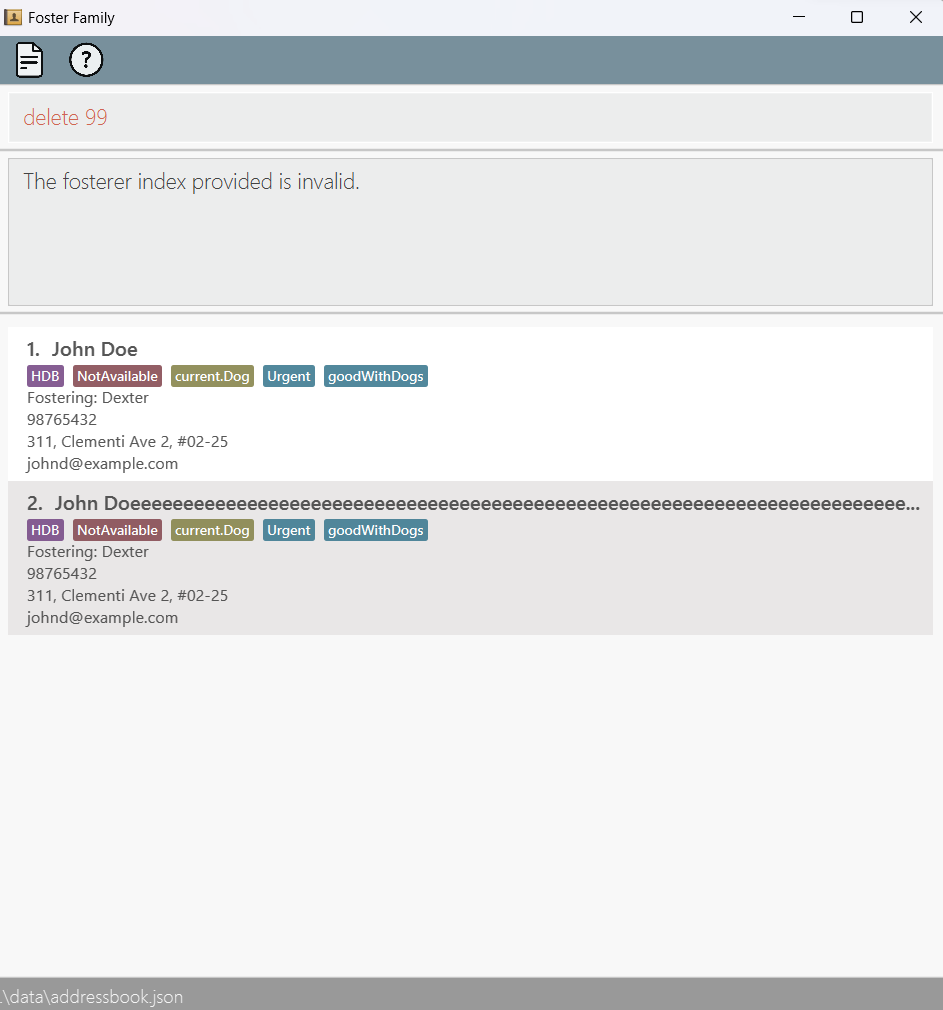 Foster Family
?
delete 99
The fosterer index provided is invalid.
1. John Doe
HDB NotAvailable current.Dog Urgent goodWithDogs
Fostering: Dexter
98765432
311, Clementi Ave 2, #02-25
johnd@example.com
2. John Doeeeeeeeeeeeeeeeeeeeeeeeeeeeeeeeeeeeeeeeeeeeeeeeeeeeeeeeeeeeeeeeeeeeeeeeee...
HDB NotAvailable current.Dog Urgent goodWithDogs
Fostering: Dexter
98765432
311, Clementi Ave 2, #02-25
johnd@example.com
.\data\addressbook.json